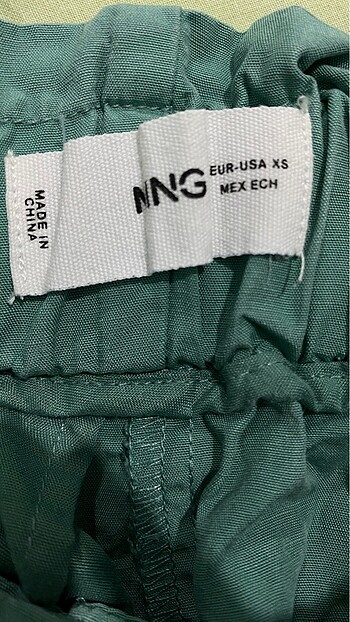 MNG
EUR-USA XS
MEX ECH
MADE IN
CHINA